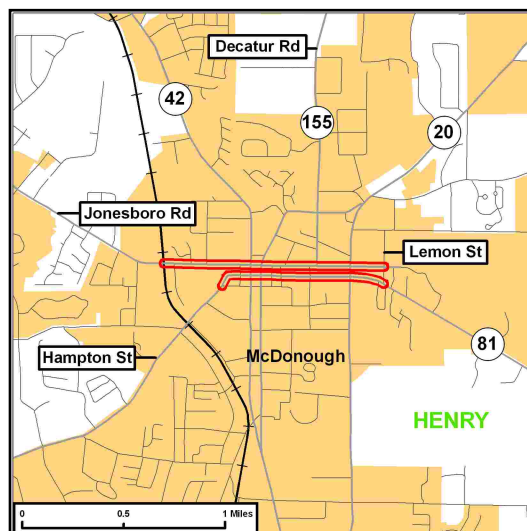 Decatur Rd
42
155
20
Jonesboro Rd
Lemon St
Hampton St
McDonough
81
HENRY
0 0.5 1 Miles